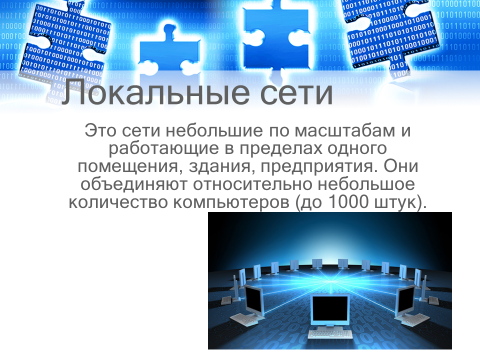 Локальные сети
Это сети небольшие по масштабам и
работающие в пределах одного
помещения, здания, предприятия. Они
объединяют относительно небольшое
количество компьютеров (до 1000 штук).